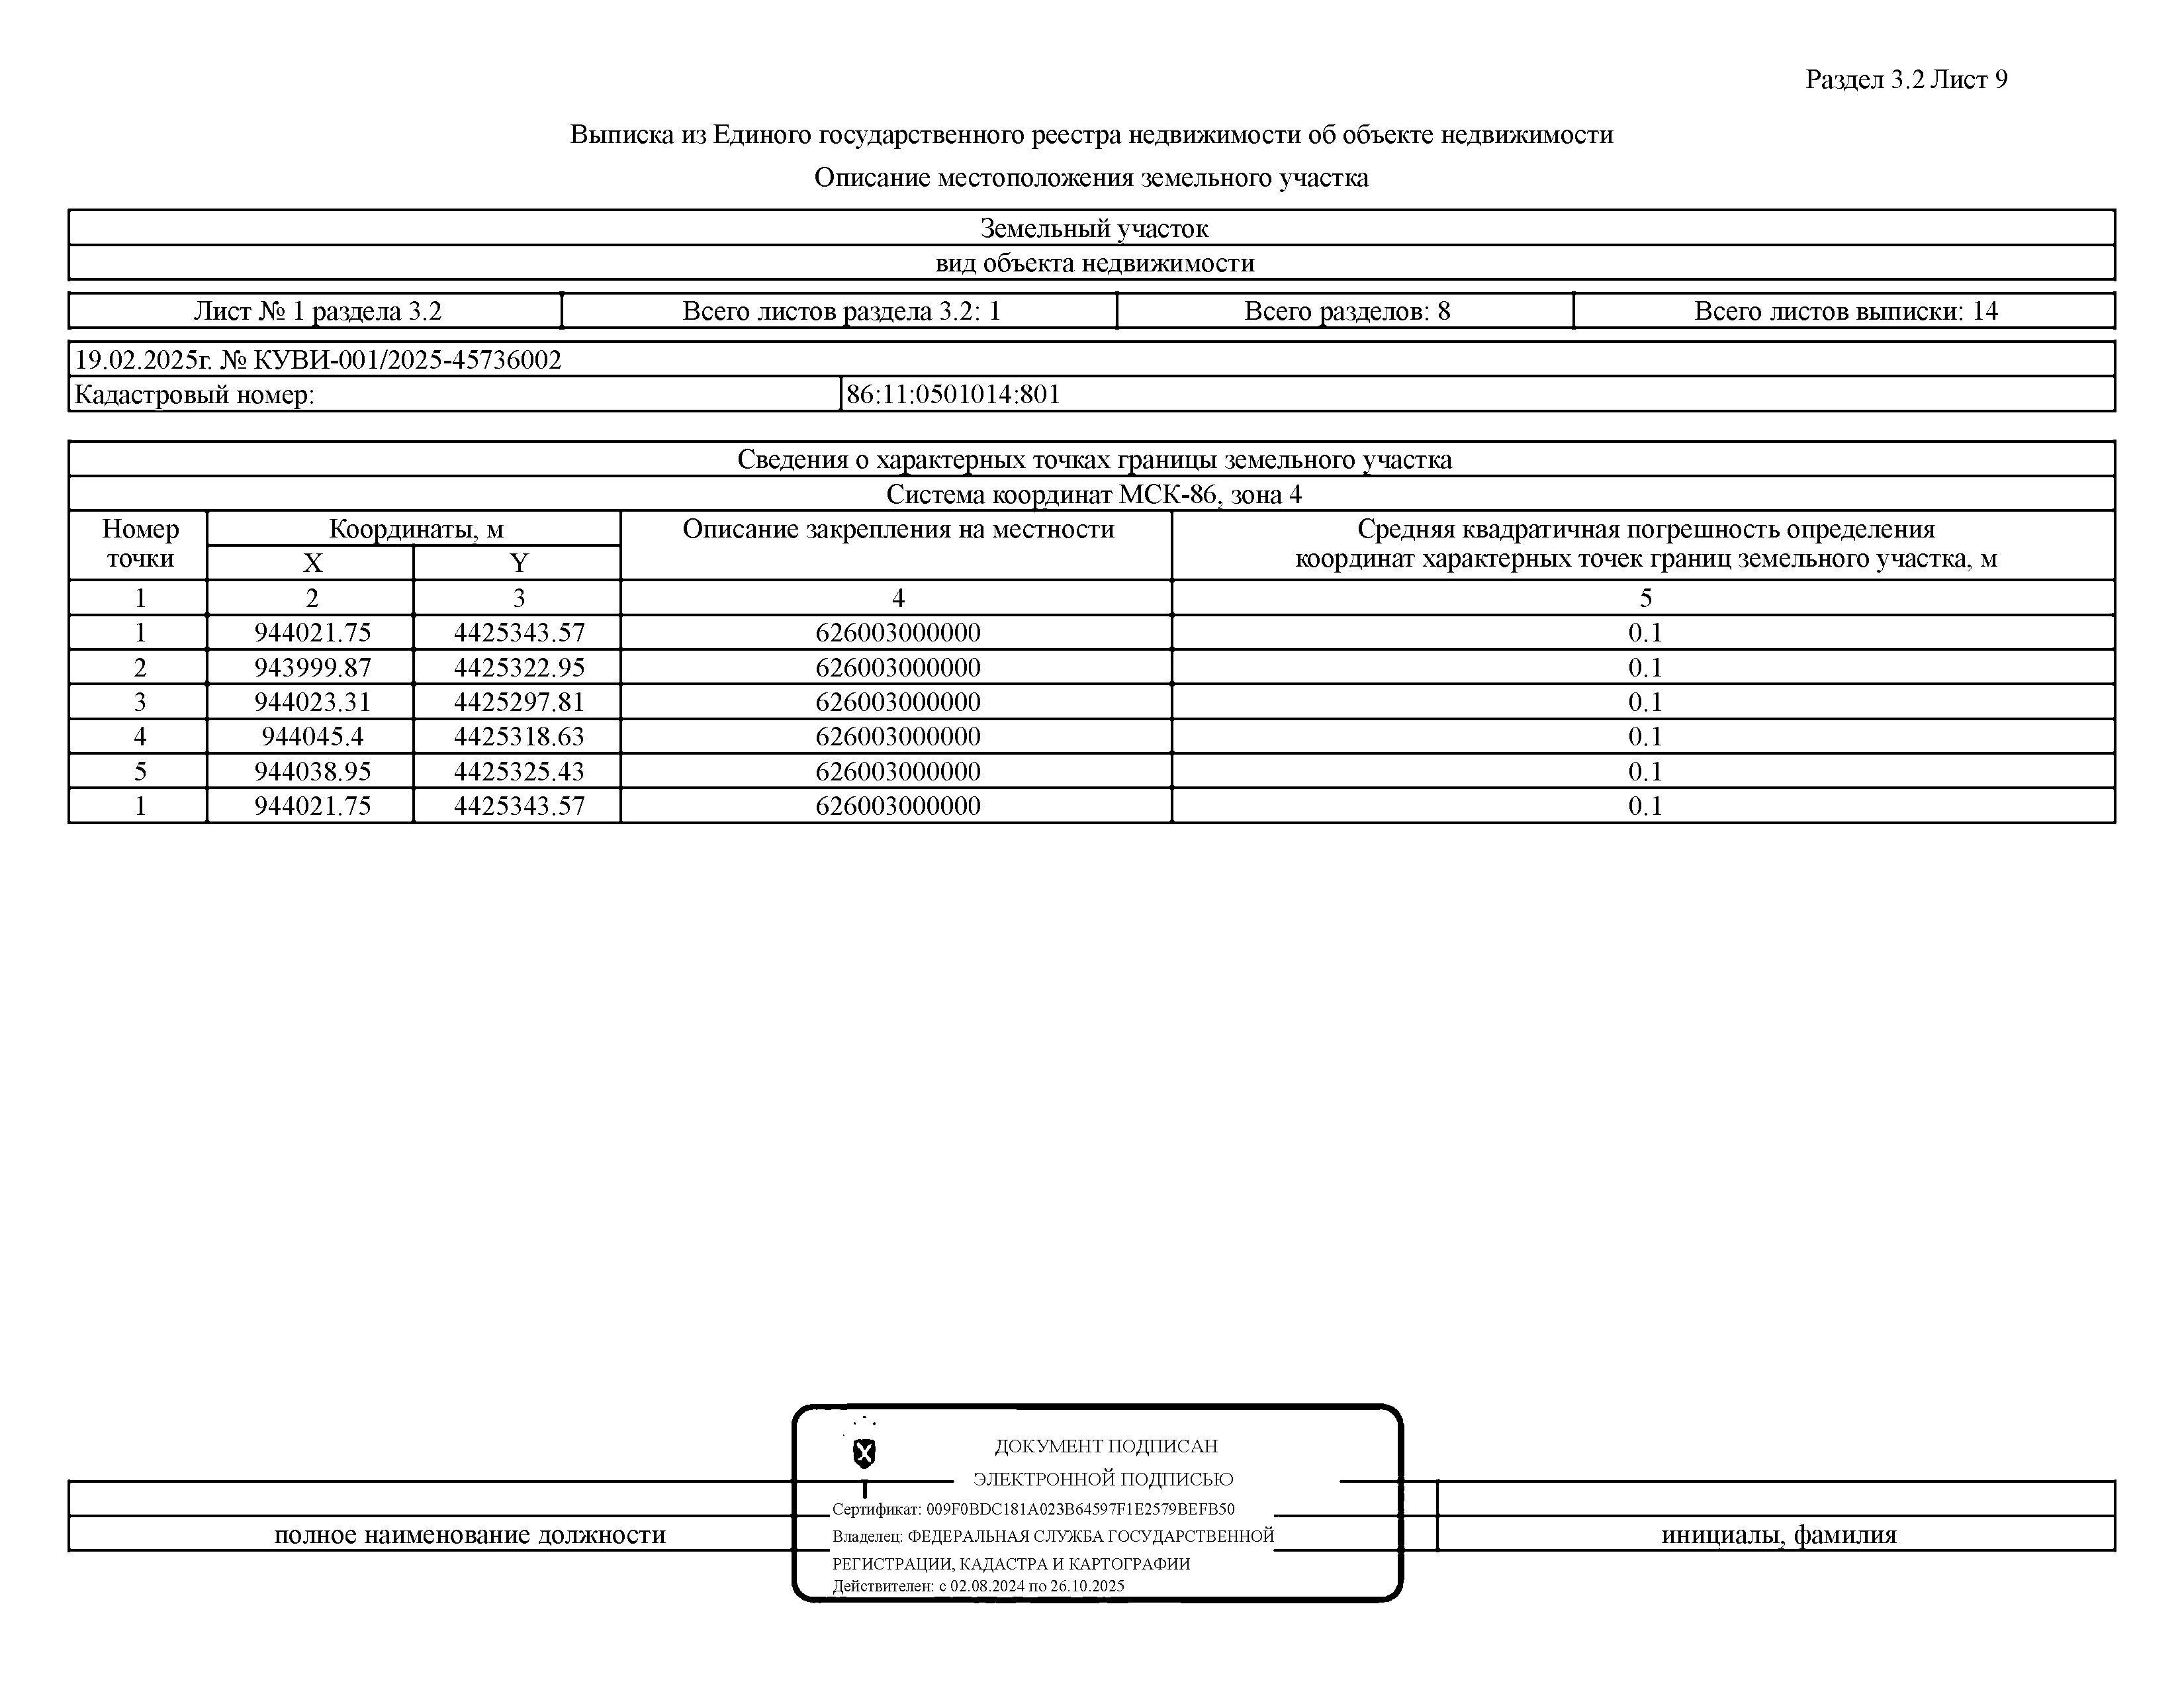 Раздел 3.2 Лист 9
Выписка из Единого государственного реестра недвижимости об объекте недвижимости
Описание местоположения земельного участка
Земельный участок
вид объекта недвижимости
Лист № 1 раздела 3.2 Всего листов раздела 3.2: 1 Всего разделов: 8 Всего листов выписки: 14
19.02.2025г. № КУВИ-001/2025-45736002
Кадастровый номер: 86:11:0501014:801
Сведения о характерных точках границы земельного участка
Система координат МСК-86, зона 4
Номер точки Координаты, м Описание закрепления на местности Средняя квадратичная погрешность определения координат характерных точек границ земельного участка, м
X Y
1 2 3 4 5
1 944021.75 4425343.57 626003000000 0.1
2 943999.87 4425322.95 626003000000 0.1
3 944023.31 4425297.81 626003000000 0.1
4 944045.4 4425318.63 626003000000 0.1
5 944038.95 4425325.43 626003000000 0.1
1 944021.75 4425343.57 626003000000 0.1
ДОКУМЕНТ ПОДПИСАН
ЭЛЕКТРОННОЙ ПОДПИСЬЮ
Сертификат: 009F0BDC181A023B64597F1E2579BEFB50
Владелец: ФЕДЕРАЛЬНАЯ СЛУЖБА ГОСУДАРСТВЕННОЙ
РЕГИСТРАЦИИ, КАДАСТРА И КАРТОГРАФИИ
Действителен: с 02.08.2024 по 26.10.2025
полное наименование должности инициалы, фамилия